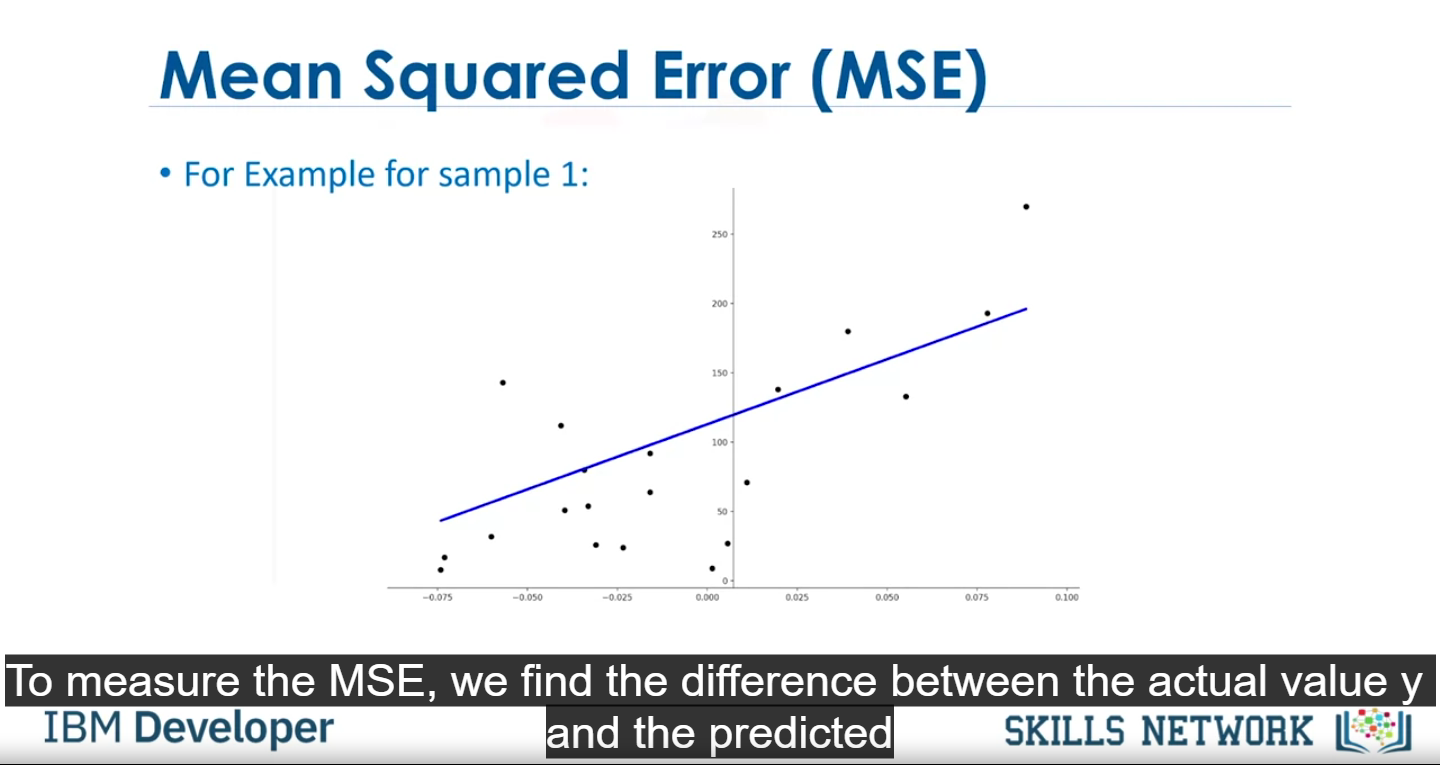 Mean Squared Error (MSE)
• For Example for sample 1:
250
200
150
100
50
0
−0.075 −0.050 −0.025 0.000 0.025 0.050 0.075 0.100
To measure the MSE, we find the difference between the actual value y
and the predicted
IBM Developer
SKILLS NETWORK